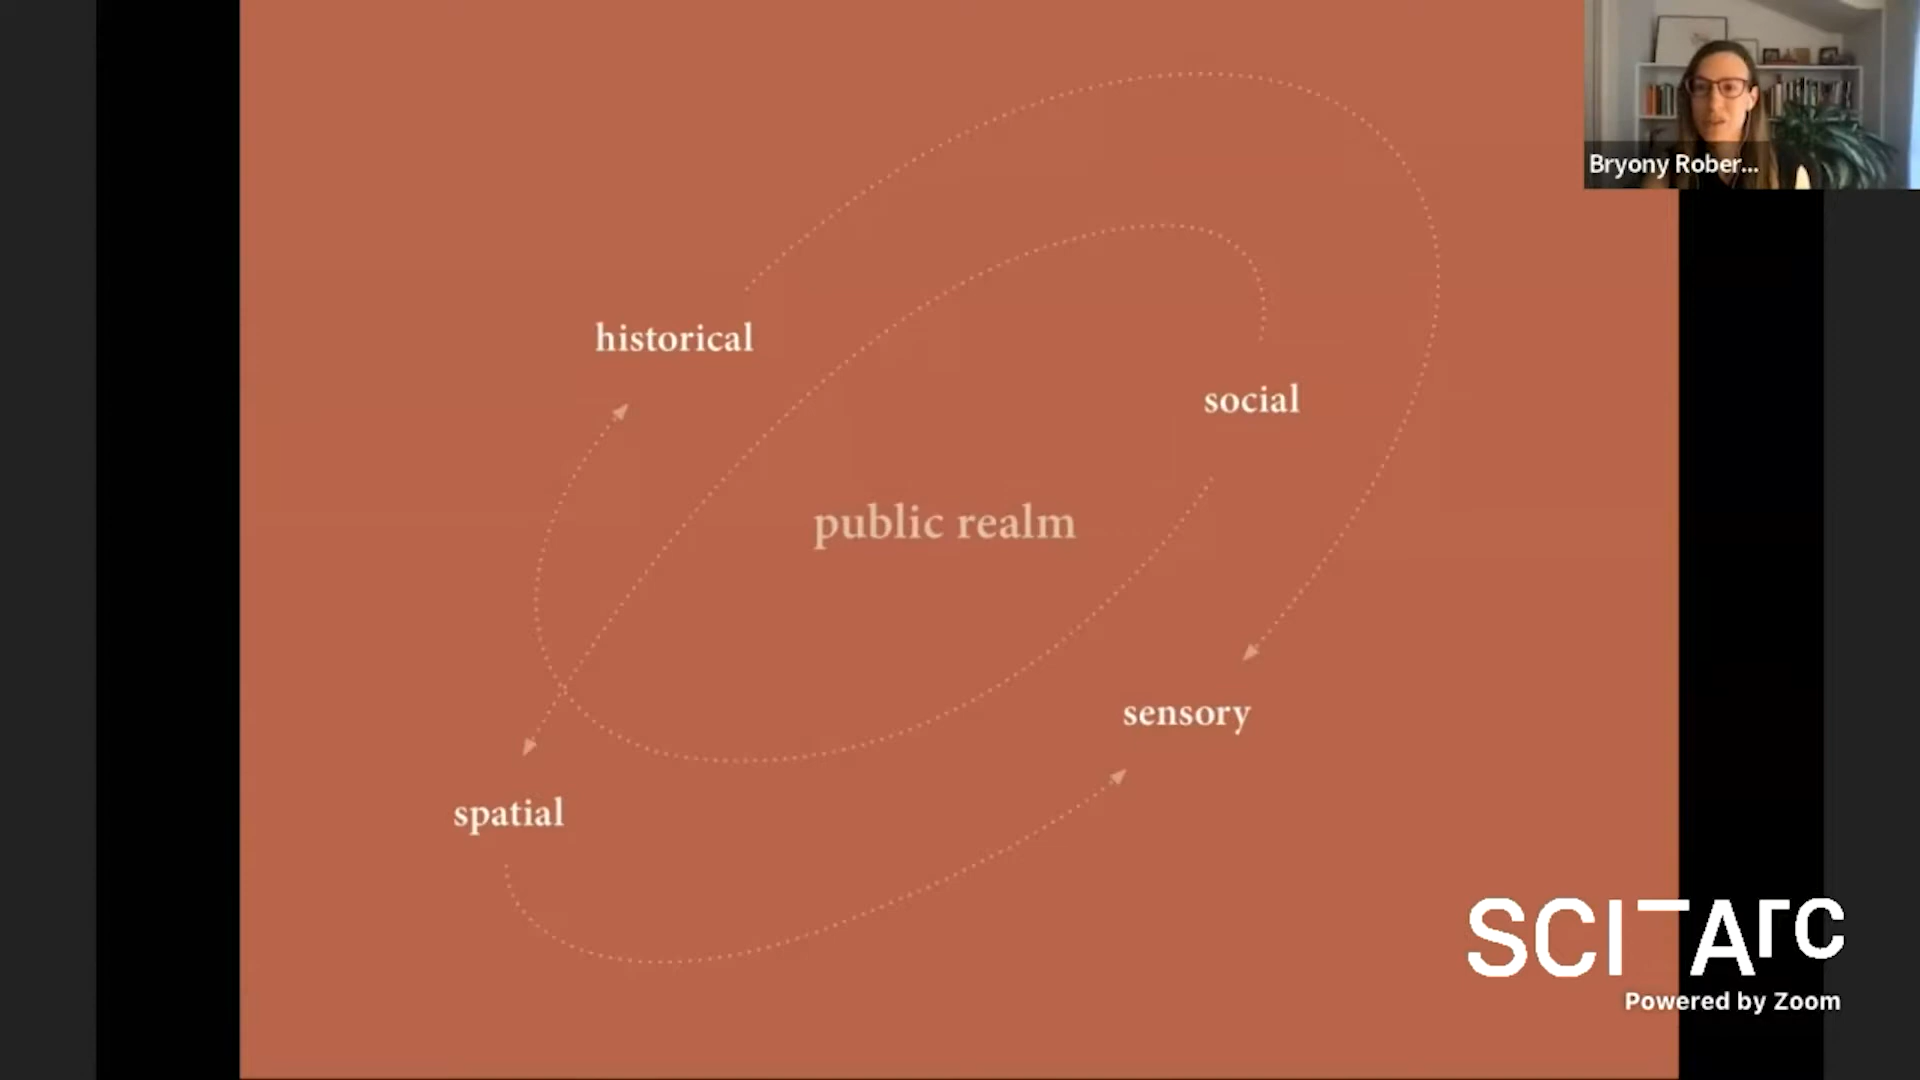 Bryony Rober...
historical
social
public realm
sensory
spatial
SCI-Arc
Powered by Zoom